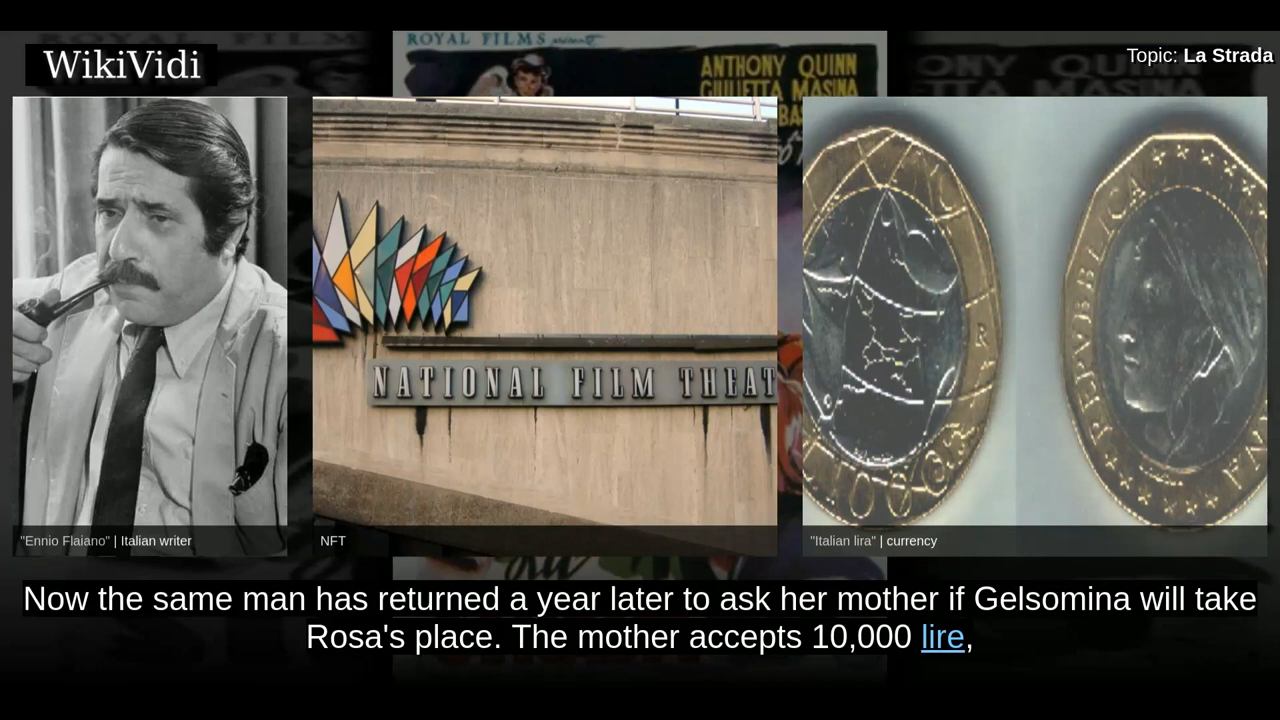 ROYAL FILMS present
WikiVidi
Topic: La Strada
ANTHONY QUINN
GIULIETTA MASINA
NATIONAL FILM THEAT
REPVBBLICA
"Ennio Flaiano" | Italian writer
NFT
"Italian lira" | currency
Now the same man has returned a year later to ask her mother if Gelsomina will take
Rosa's place. The mother accepts 10,000 lire,